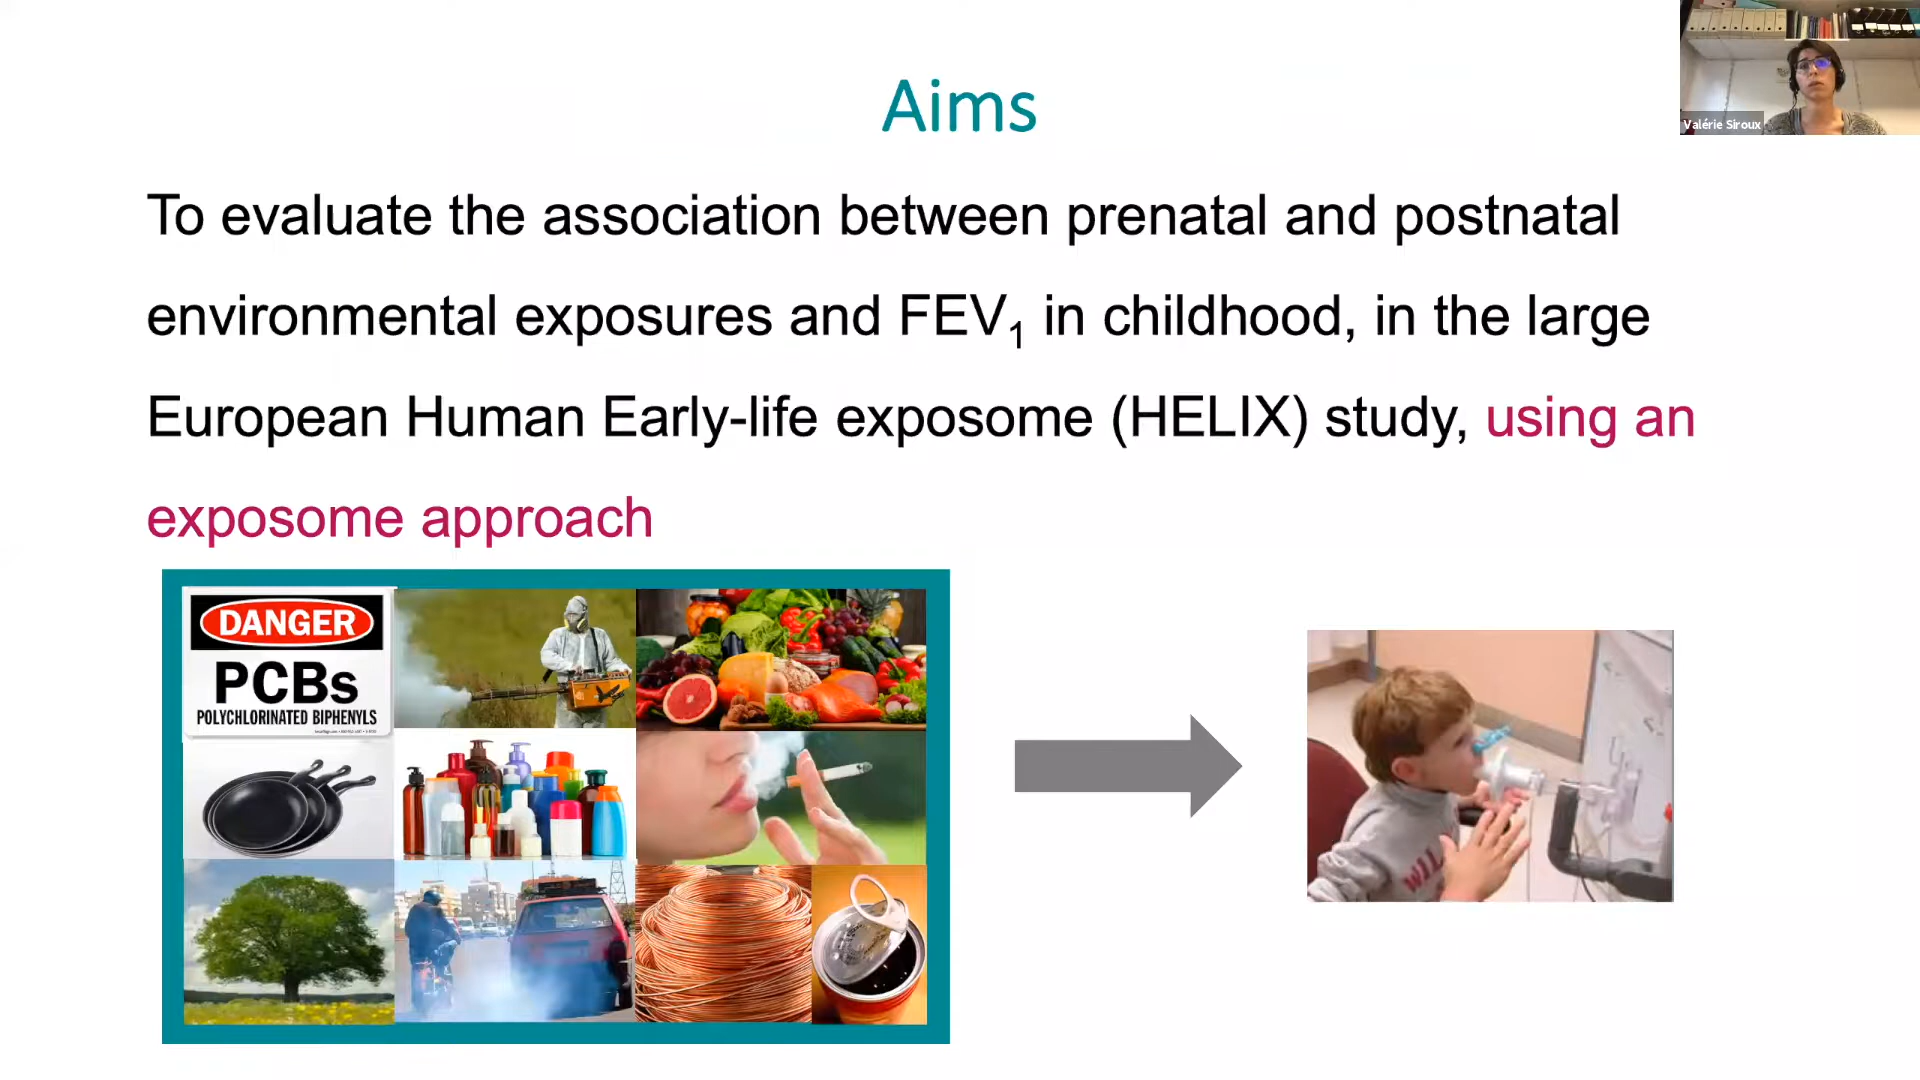 Aims
Valérie Siroux
To evaluate the association between prenatal and postnatal
environmental exposures and FEV1 in childhood, in the large
European Human Early-life exposome (HELIX) study, using an
exposome approach
DANGER
PCBs
POLYCHLORINATED BIPHENYLS